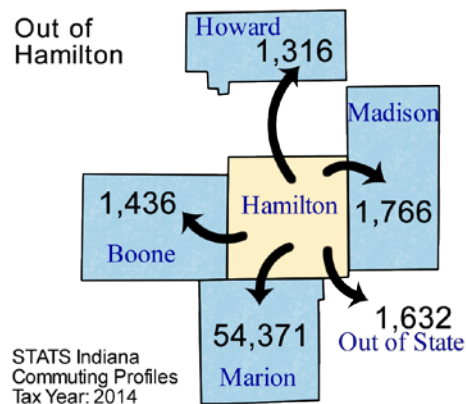 Out of
Hamilton
Howard
1,316
Madison
1,436
Hamilton
1,766
Boone
54,371
Marion
1,632
Out of State
STATS Indiana
Commuting Profiles
Tax Year: 2014